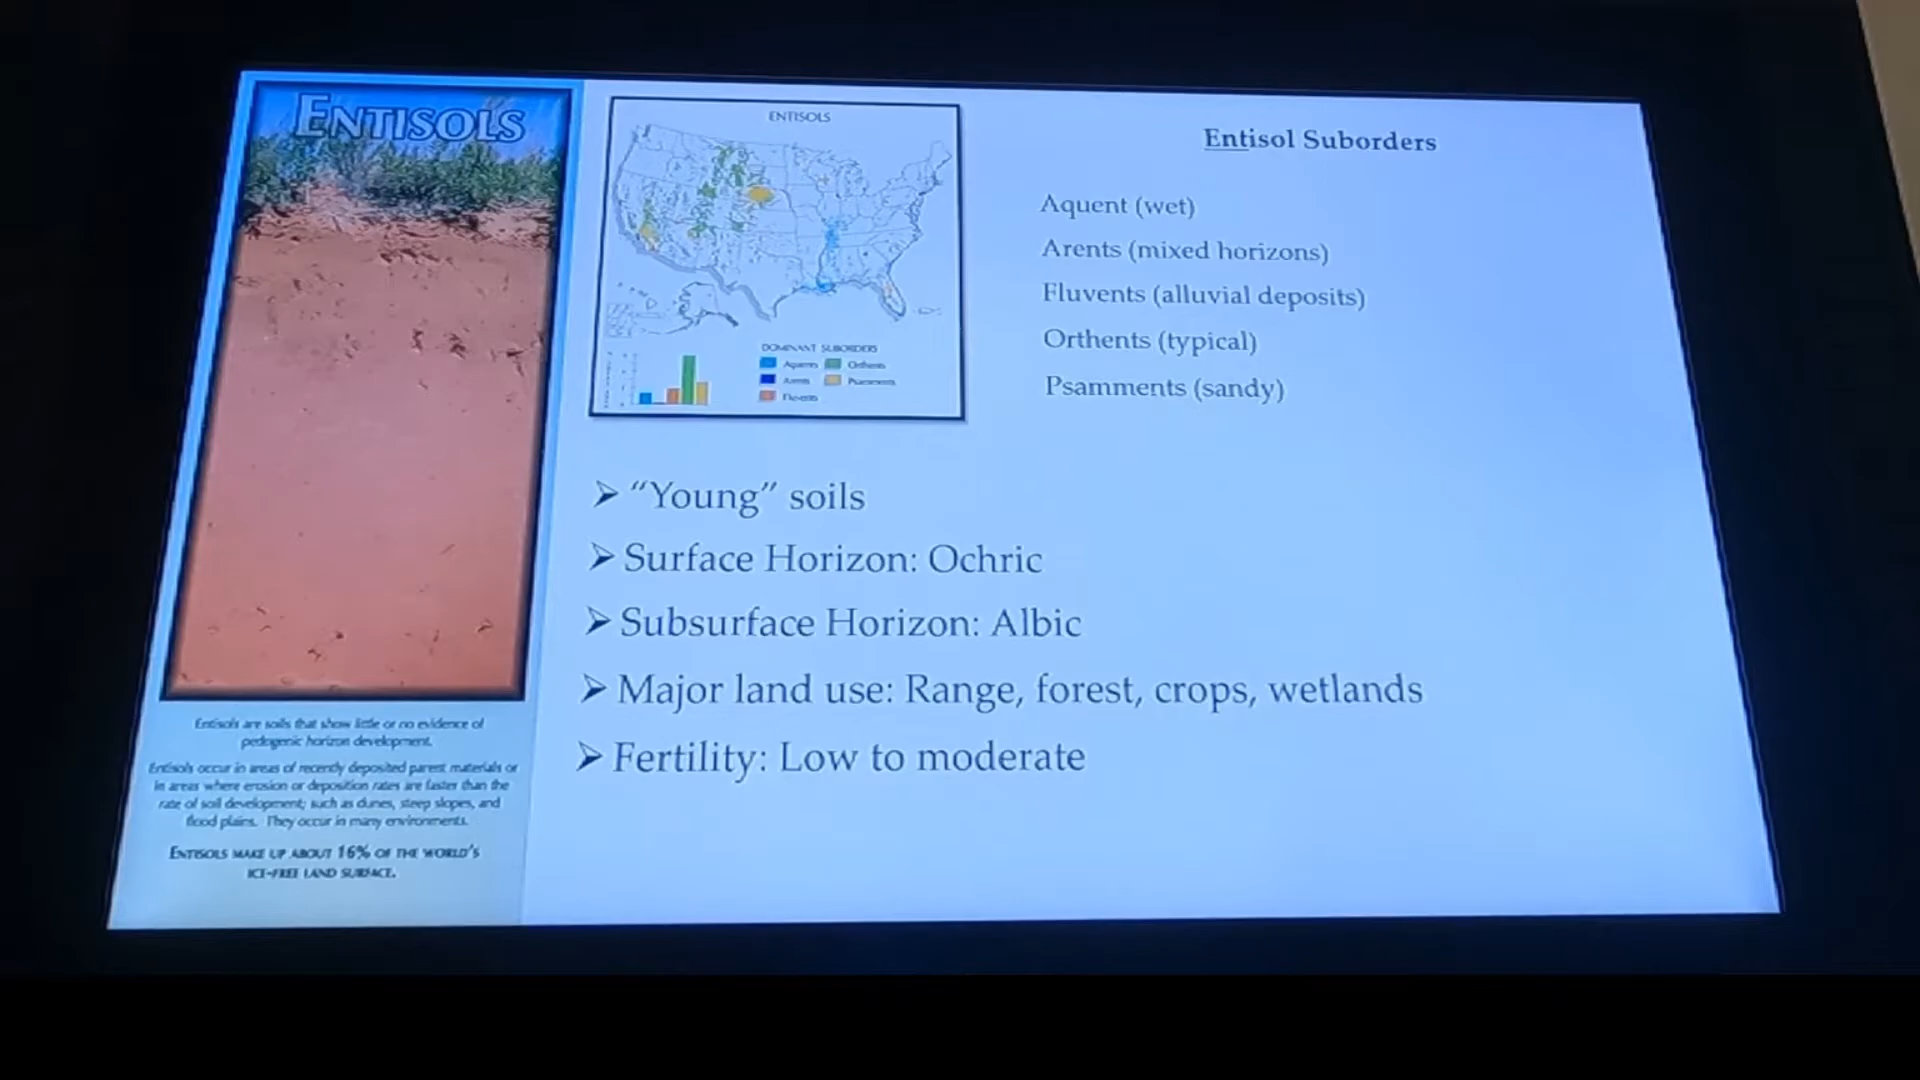 ENTISOLS
Entisols are soils that show little or no evidence of
pedogenic horizon development.
Entisols occur in areas of recently deposited parent materials or
in areas where erosion or deposition rates are faster than the
rate of soil development; such as dunes, steep slopes, and
flood plains. They occur in many environments.
ENTISOLS MAKE UP ABOUT 16% OF THE WORLD'S
ICE-FREE LAND SURFACE.
ENTISOLS
DOMINANT SUBORDERS
Aquents Orthents
Arents Psamments
Fluvents
Entisol Suborders
Aquent (wet)
Arents (mixed horizons)
Fluvents (alluvial deposits)
Orthents (typical)
Psamments (sandy)
➢ "Young" soils
➢ Surface Horizon: Ochric
➢ Subsurface Horizon: Albic
➢ Major land use: Range, forest, crops, wetlands
➢ Fertility: Low to moderate